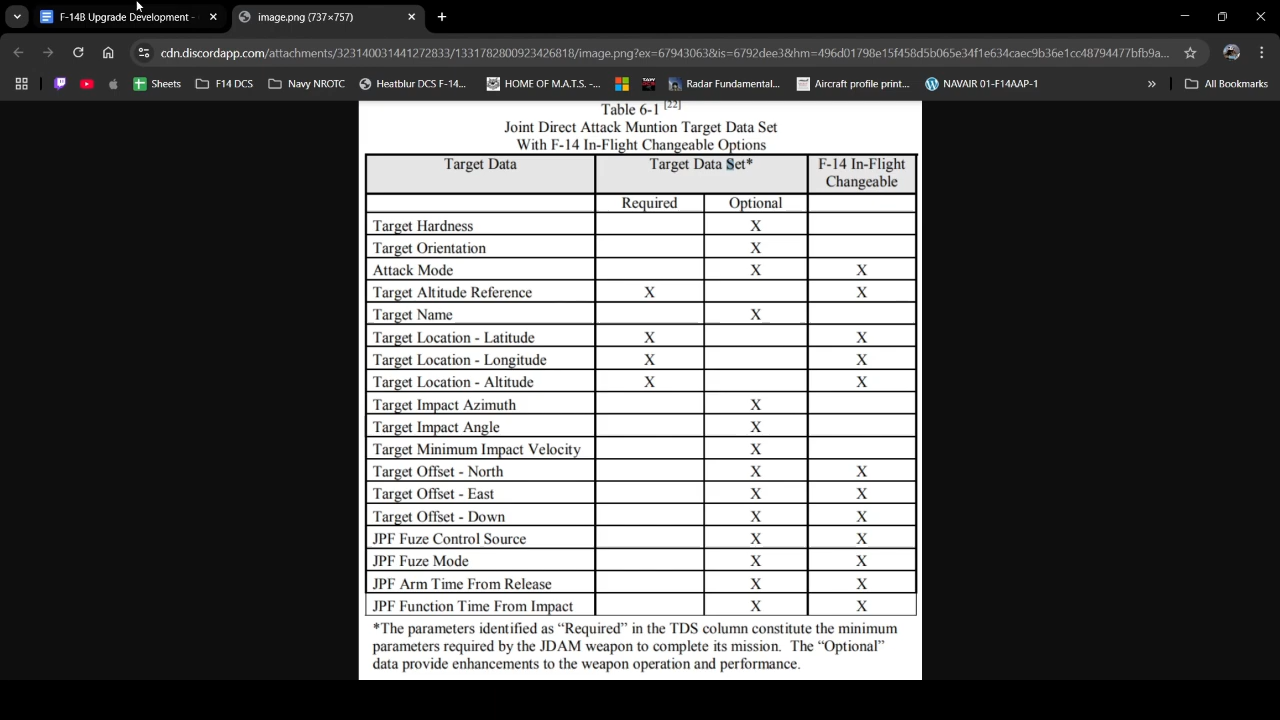 F-14B Upgrade Development -
image.png (737×757)
cdn.discordapp.com/attachments/323140031441272833/1331782800923426818/image.png?ex=67943063&is=6792dee3&hm=496d01798e15f458d5b065e34f1e634caec9b36e1cc48794477bfb9a...
Sheets
F14 DCS
Navy NROTC
Heatblur DCS F-14...
HOME OF M.A.T.S. -...
Radar Fundamental...
Aircraft profile print...
NAVAIR 01-F14AAP-1
»
All Bookmarks
Table 6-1 [22]
Joint Direct Attack Muntion Target Data Set
With F-14 In-Flight Changeable Options
Target Data Target Data Set* F-14 In-Flight
Changeable
Required Optional
Target Hardness X
Target Orientation X
Attack Mode X X
Target Altitude Reference X X
Target Name X
Target Location - Latitude X X
Target Location - Longitude X X
Target Location - Altitude X X
Target Impact Azimuth X
Target Impact Angle X
Target Minimum Impact Velocity X
Target Offset - North X X
Target Offset - East X X
Target Offset - Down X X
JPF Fuze Control Source X X
JPF Fuze Mode X X
JPF Arm Time From Release X X
JPF Function Time From Impact X X
*The parameters identified as “Required” in the TDS column constitute the minimum
parameters required by the JDAM weapon to complete its mission. The “Optional”
data provide enhancements to the weapon operation and performance.